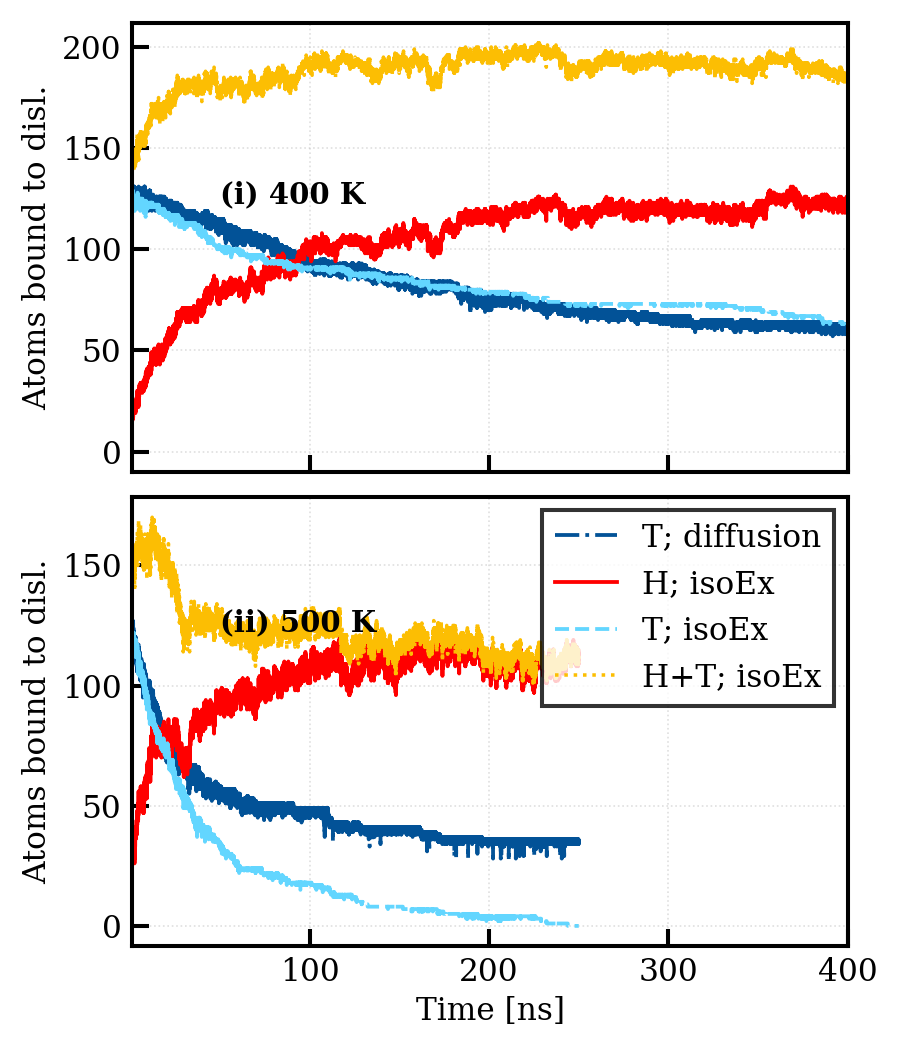 Atoms bound to disl.
200
150
100
50
0
(i) 400 K
Atoms bound to disl.
150
100
50
0
(ii) 500 K
T; diffusion
H; isoEx
T; isoEx
H+T; isoEx
100 200 300 400
Time [ns]